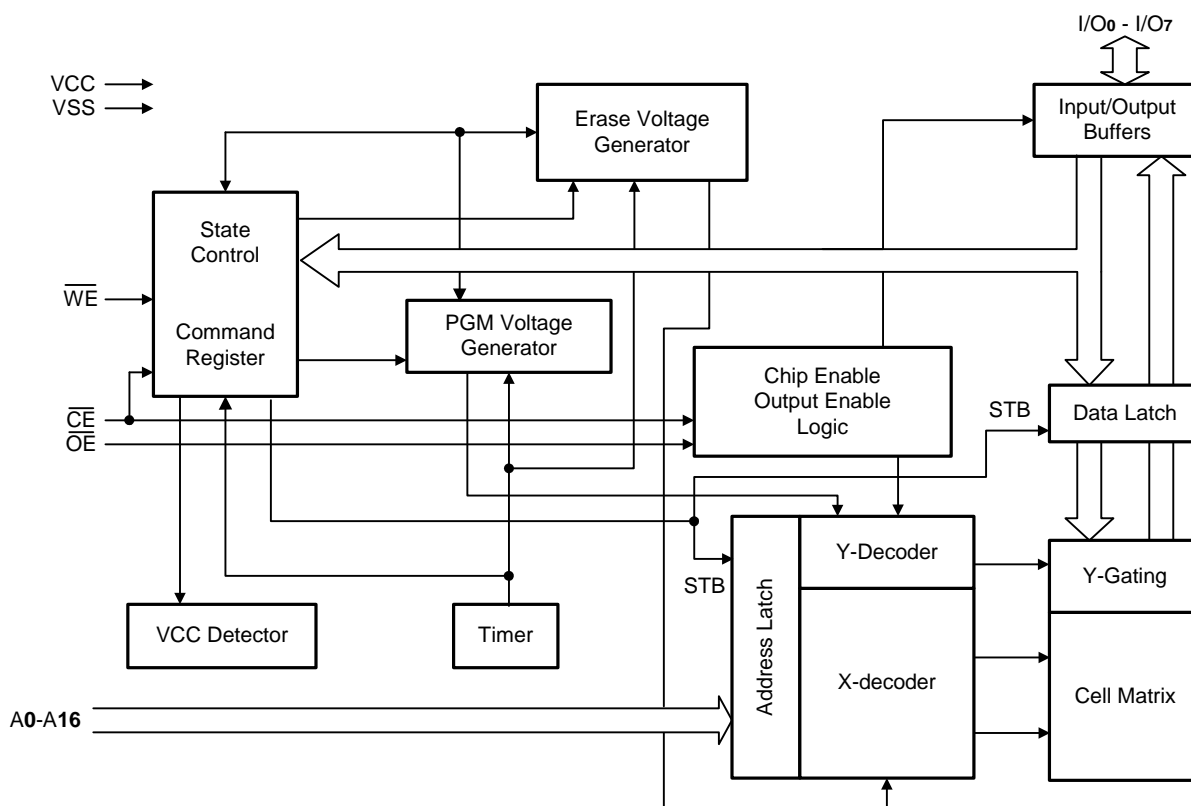 I/O0 - I/O7
VCC
VSS
Erase Voltage
Generator
Input/Output
Buffers
State
Control
WE
Command
Register
PGM Voltage
Generator
Chip Enable
Output Enable
Logic
CE
OE
STB
Data Latch
Y-Decoder
Y-Gating
STB
VCC Detector
Timer
Address Latch
X-decoder
Cell Matrix
A0-A16